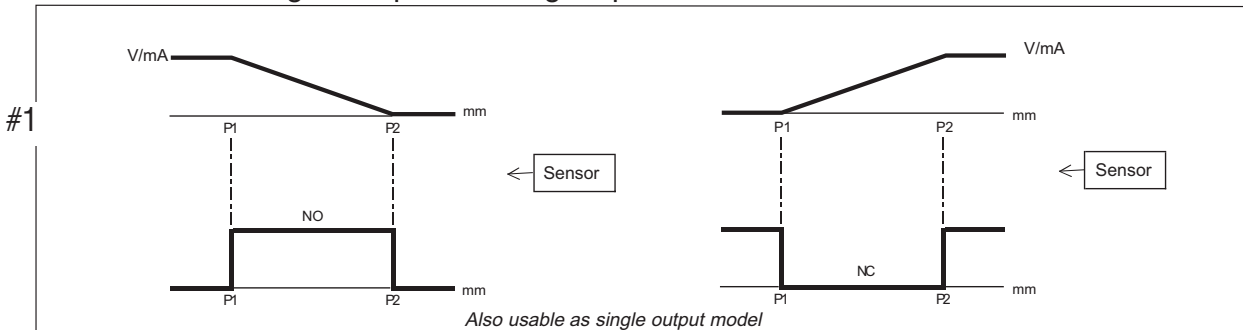 V/mA
V/mA
#1
mm
mm
P1
P2
P1
P2
Sensor
Sensor
NO
NC
P1
P2
mm
P1
P2
mm
Also usable as single output model